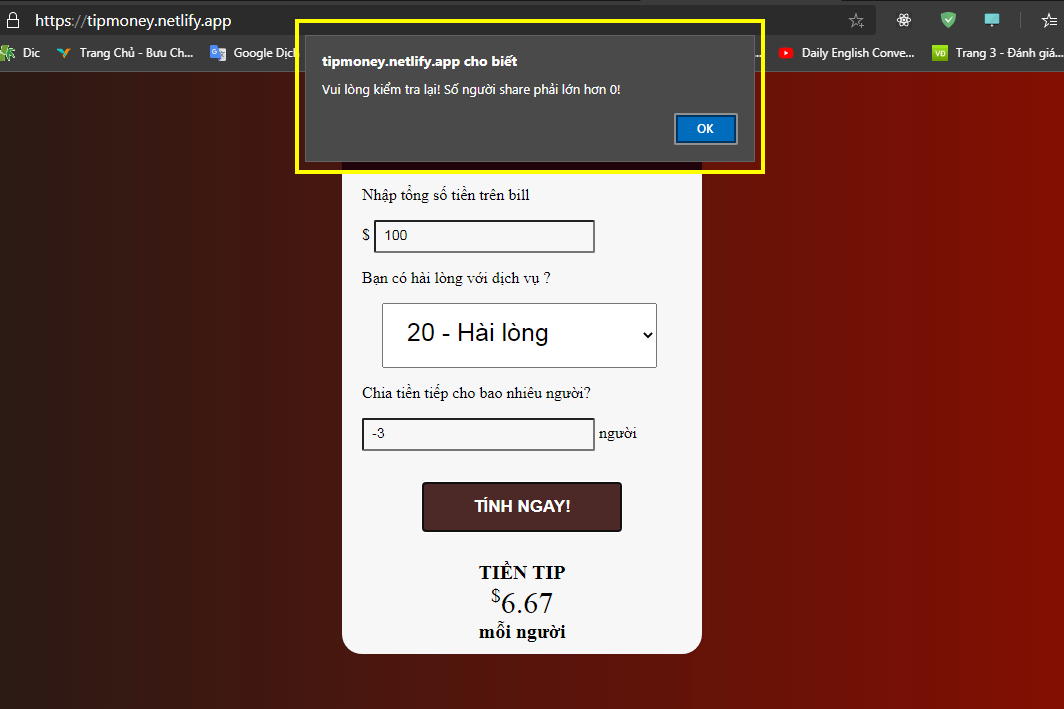 https://tipmoney.netlify.app
Dic
Trang Chủ - Bưu Ch...
Google Dịch
Daily English Conve...
VD
Trang 3 - Đánh giá...
tipmoney.netlify.app cho biết
Vui lòng kiểm tra lại! Số người share phải lớn hơn 0!
OK
Nhập tổng số tiền trên bill
$ 100
Bạn có hài lòng với dịch vụ ?
20 - Hài lòng
Chia tiền tiếp cho bao nhiêu người?
-3 người
TÍNH NGAY!
TIỀN TIP
$6.67
mỗi người